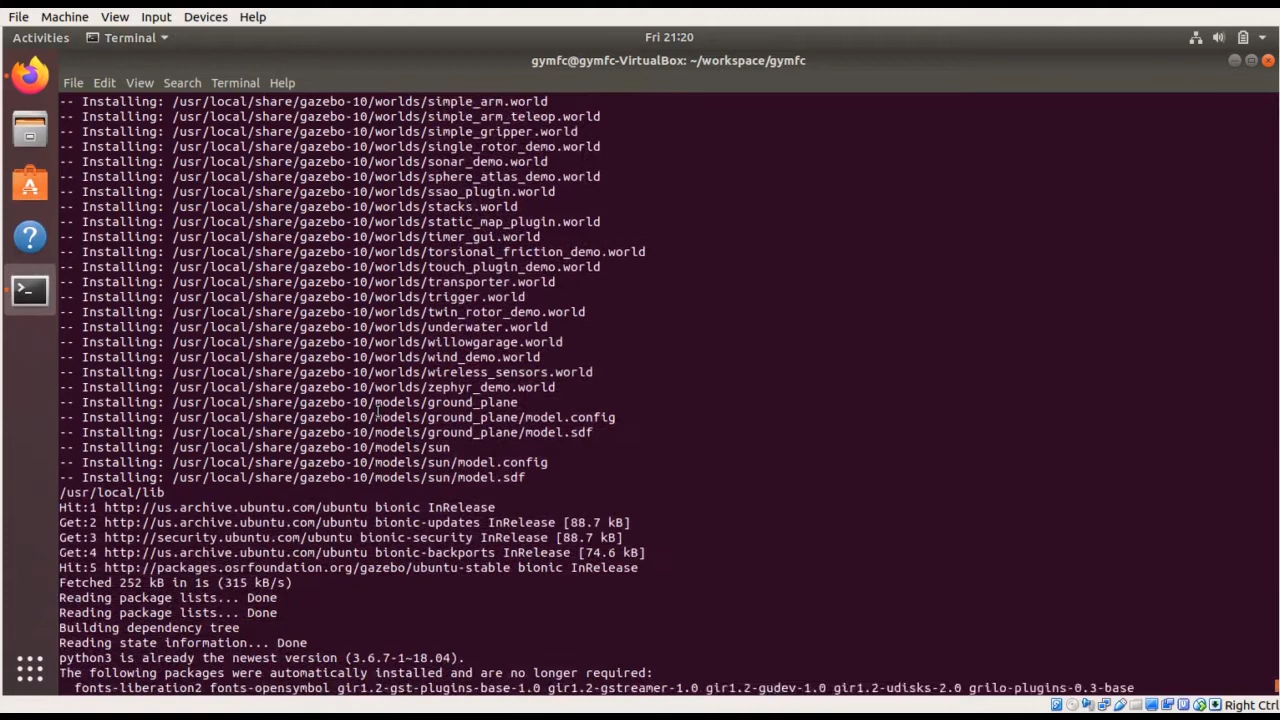 File Machine View Input Devices Help
Activities Terminal Fri 21:20
gymfc@gymfc-VirtualBox: ~/workspace/gymfc
File Edit View Search Terminal Help
-- Installing: /usr/local/share/gazebo-10/worlds/simple_arm.world
-- Installing: /usr/local/share/gazebo-10/worlds/simple_arm_teleop.world
-- Installing: /usr/local/share/gazebo-10/worlds/simple_gripper.world
-- Installing: /usr/local/share/gazebo-10/worlds/single_rotor_demo.world
-- Installing: /usr/local/share/gazebo-10/worlds/sonar_demo.world
-- Installing: /usr/local/share/gazebo-10/worlds/sphere_atlas_demo.world
-- Installing: /usr/local/share/gazebo-10/worlds/ssao_plugin.world
-- Installing: /usr/local/share/gazebo-10/worlds/stacks.world
-- Installing: /usr/local/share/gazebo-10/worlds/static_map_plugin.world
-- Installing: /usr/local/share/gazebo-10/worlds/timer_gui.world
-- Installing: /usr/local/share/gazebo-10/worlds/torsional_friction_demo.world
-- Installing: /usr/local/share/gazebo-10/worlds/touch_plugin_demo.world
-- Installing: /usr/local/share/gazebo-10/worlds/transporter.world
-- Installing: /usr/local/share/gazebo-10/worlds/trigger.world
-- Installing: /usr/local/share/gazebo-10/worlds/twin_rotor_demo.world
-- Installing: /usr/local/share/gazebo-10/worlds/underwater.world
-- Installing: /usr/local/share/gazebo-10/worlds/willowgarage.world
-- Installing: /usr/local/share/gazebo-10/worlds/wind_demo.world
-- Installing: /usr/local/share/gazebo-10/worlds/wireless_sensors.world
-- Installing: /usr/local/share/gazebo-10/worlds/zephyr_demo.world
-- Installing: /usr/local/share/gazebo-10/models/ground_plane
-- Installing: /usr/local/share/gazebo-10/models/ground_plane/model.config
-- Installing: /usr/local/share/gazebo-10/models/ground_plane/model.sdf
-- Installing: /usr/local/share/gazebo-10/models/sun
-- Installing: /usr/local/share/gazebo-10/models/sun/model.config
-- Installing: /usr/local/share/gazebo-10/models/sun/model.sdf
/usr/local/lib
Hit:1 http://us.archive.ubuntu.com/ubuntu bionic InRelease
Get:2 http://us.archive.ubuntu.com/ubuntu bionic-updates InRelease [88.7 kB]
Get:3 http://security.ubuntu.com/ubuntu bionic-security InRelease [88.7 kB]
Get:4 http://us.archive.ubuntu.com/ubuntu bionic-backports InRelease [74.6 kB]
Hit:5 http://packages.osrfoundation.org/gazebo/ubuntu-stable bionic InRelease
Fetched 252 kB in 1s (315 kB/s)
Reading package lists... Done
Reading package lists... Done
Building dependency tree
Reading state information... Done
python3 is already the newest version (3.6.7-1~18.04).
The following packages were automatically installed and are no longer required:
fonts-liberation2 fonts-opensymbol gir1.2-gst-plugins-base-1.0 gir1.2-gstreamer-1.0 gir1.2-gudev-1.0 gir1.2-udisks-2.0 grilo-plugins-0.3-base
Right Ctrl